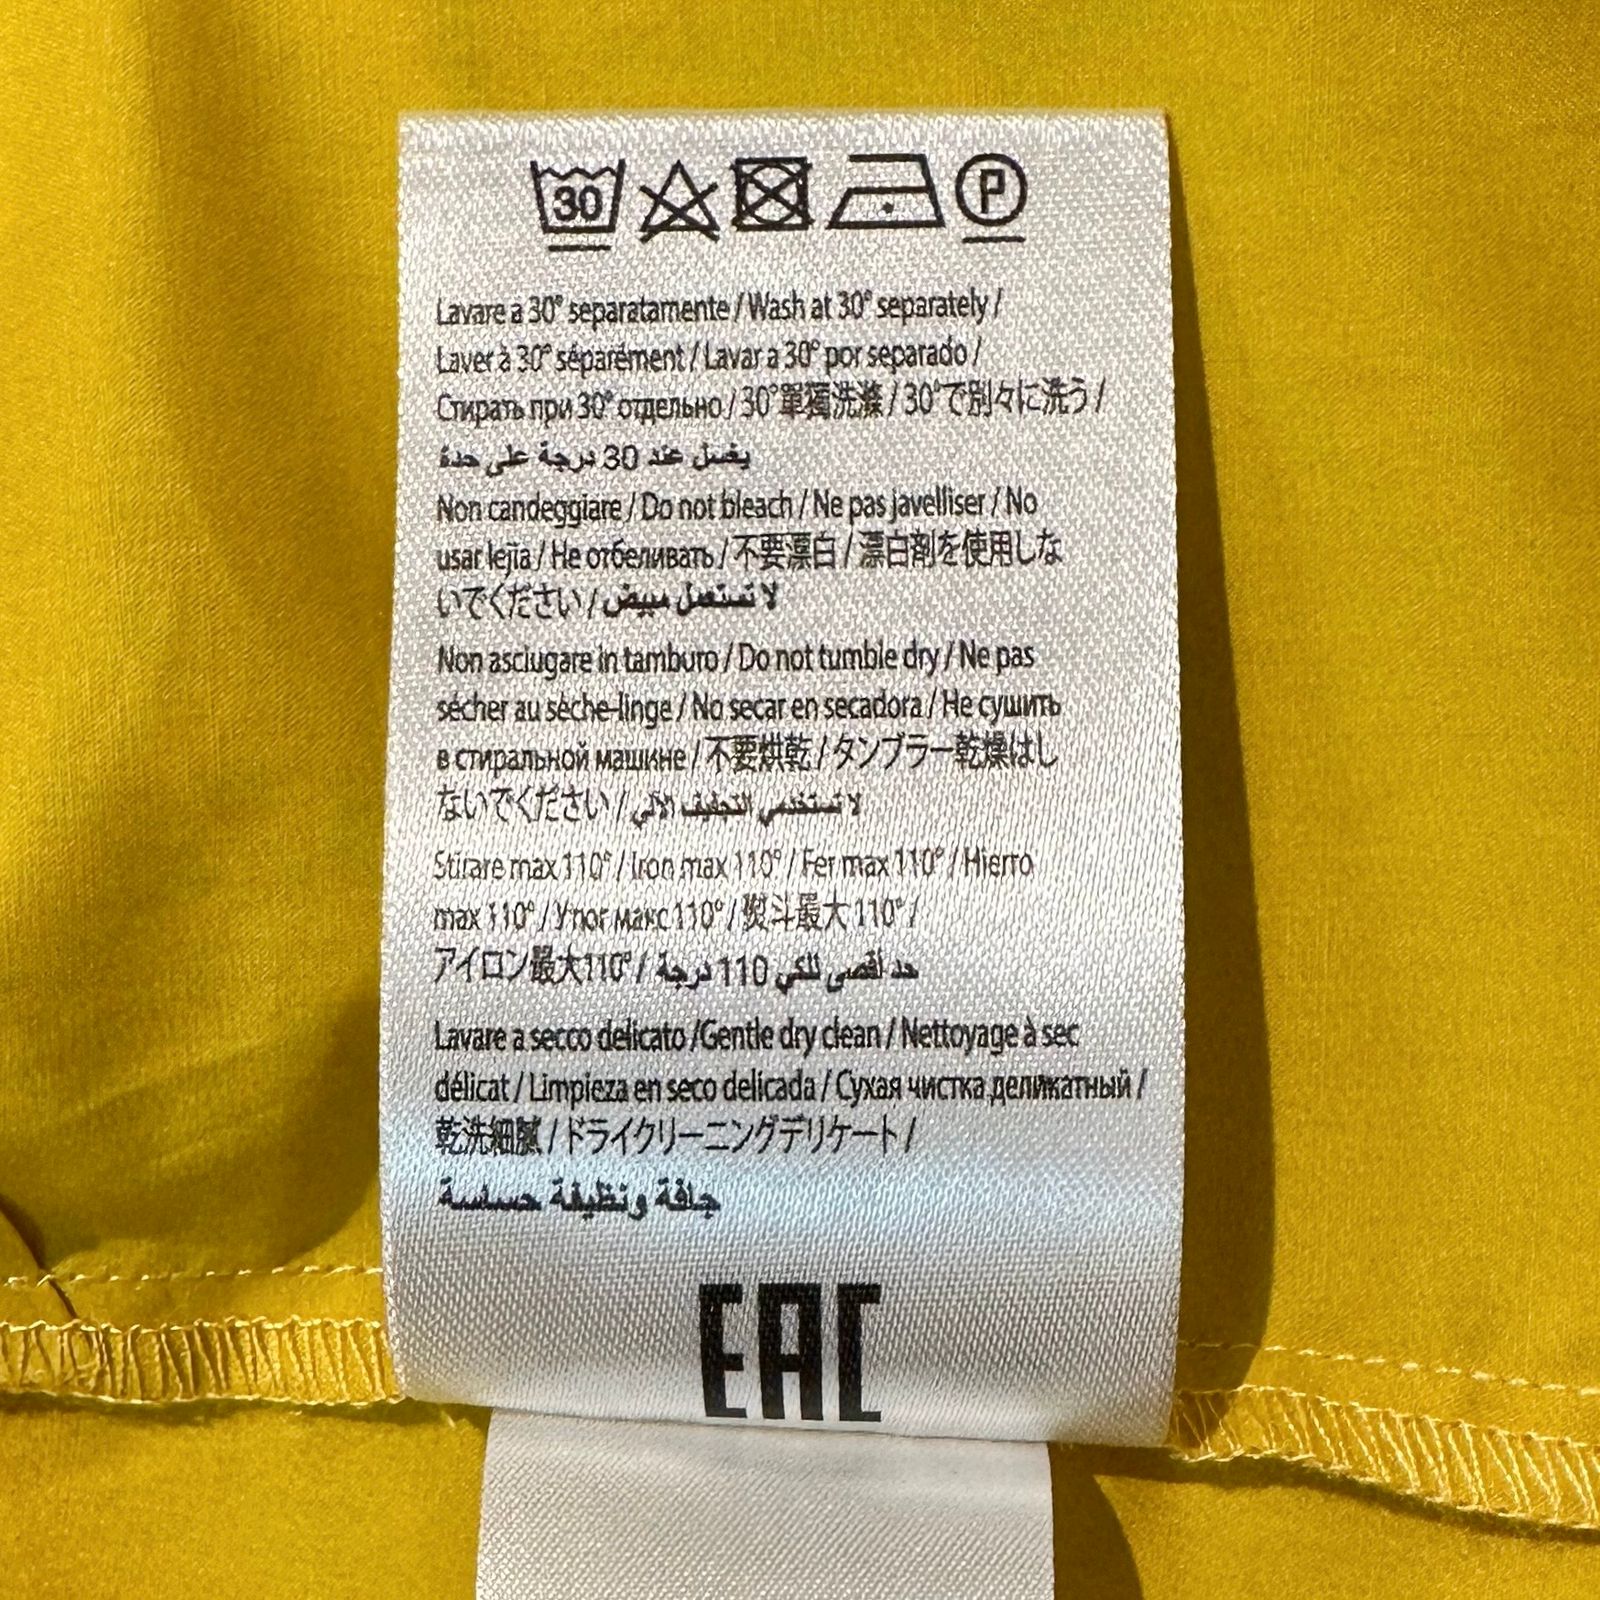 30 P
Lavare a 30° separatamente / Wash at 30° separately /
Laver à 30° séparément / Lavar a 30° por separado /
Стирать при 30° отдельно / 30°單獨洗滌 / 30°で別々に洗う /
يغسل عند 30 درجة على حدة
Non candeggiare / Do not bleach / Ne pas javelliser / No
usar lejia / Не отбеливать / 不要漂白 / 漂白剤を使用しな
いでください / لا تستعمل مبيض
Non asciugare in tamburo / Do not tumble dry / Ne pas
sécher au sèche-linge / No secar en secadora / Не сушить
в стиральной машине / 不要烘乾 / タンブラー乾燥はし
ないでください / لا تستخدمي التجفيف الآلي
Stirare max 110° / Iron max 110° / Fer max 110° / Hierro
max 110° / Утюг макс 110° / 熨斗最大 110° /
アイロン最大110° / حد أقصى للكي 110 درجة
Lavare a secco delicato /Gentle dry clean / Nettoyage à sec
délicat / Limpieza en seco delicada / Сухая чистка деликатный /
乾洗細膩 / ドライクリーニングデリケート /
جافة ونظيفة حساسة
EAC